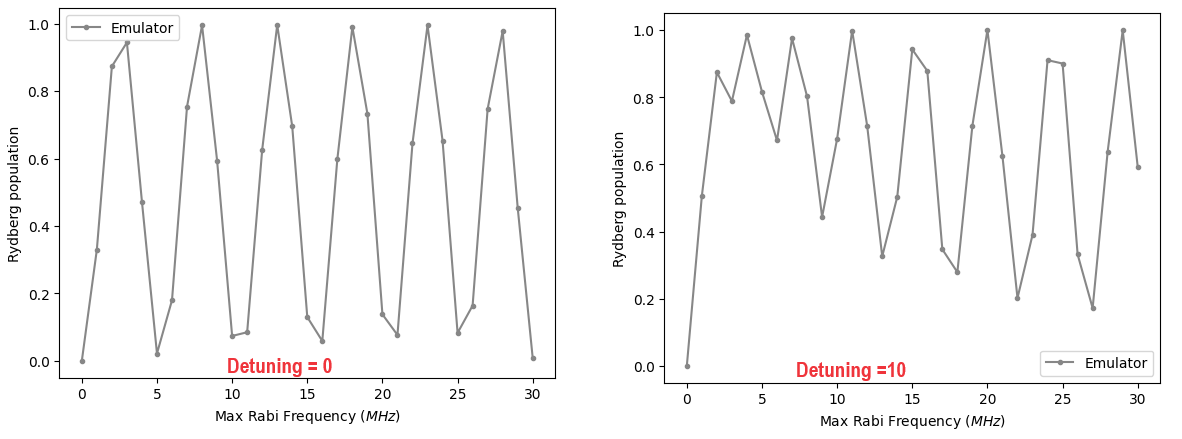 Rydberg population
1.0
0.8
0.6
0.4
0.2
0.0
Emulator
Detuning = 0
0 5 10 15 20 25 30
Max Rabi Frequency (MHz)
Rydberg population
1.0
0.8
0.6
0.4
0.2
0.0
Emulator
Detuning =10
0 5 10 15 20 25 30
Max Rabi Frequency (MHz)